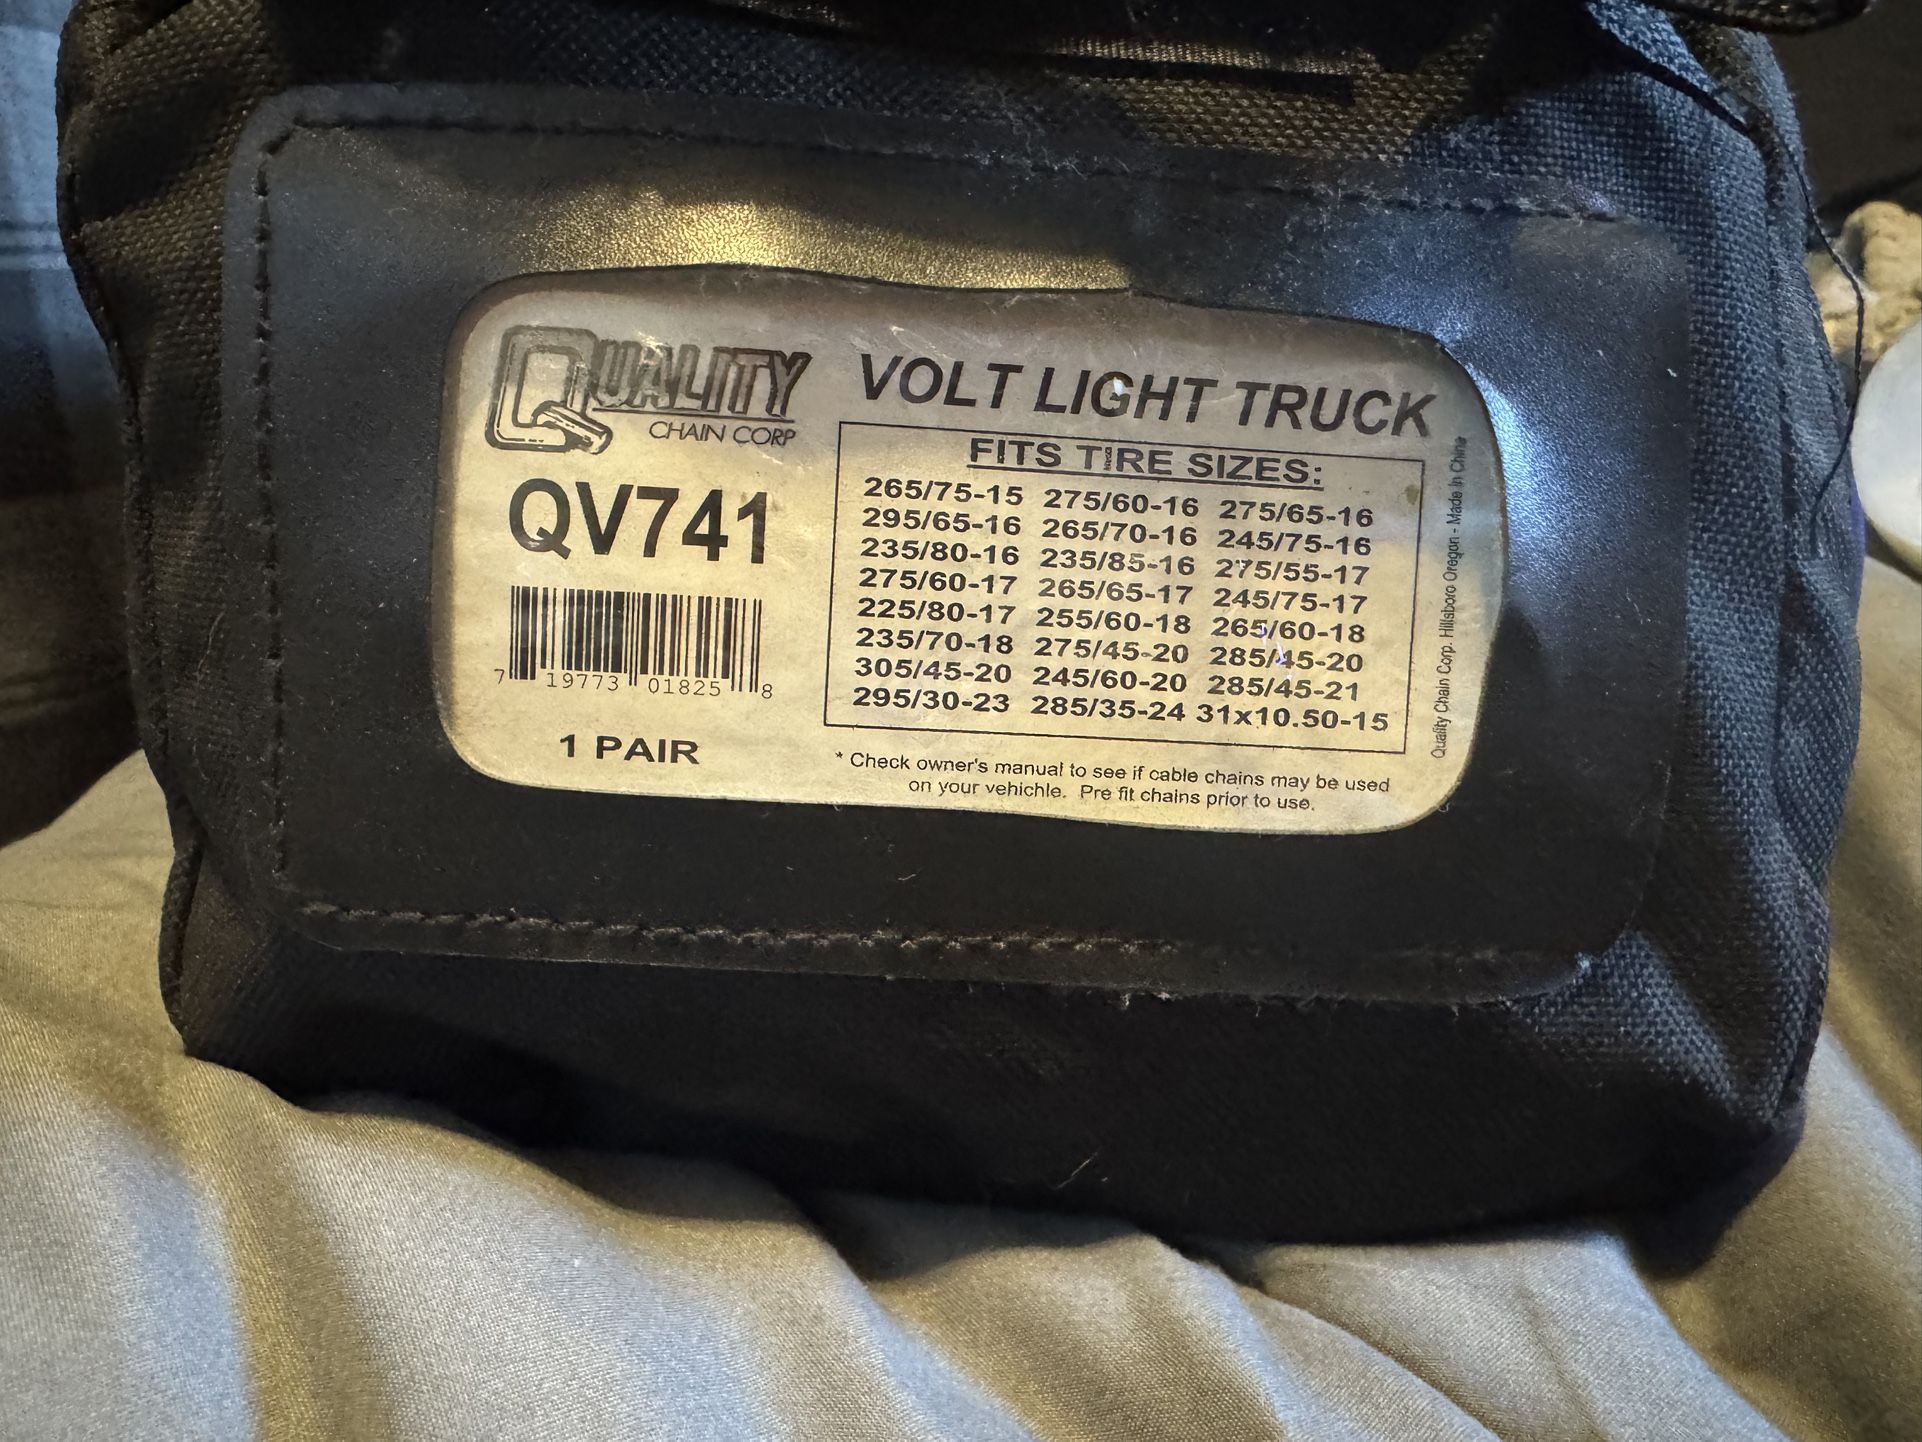 QUALITY
CHAIN CORP
QV741
7 19773 01825 8
1 PAIR
VOLT LIGHT TRUCK
FITS TIRE SIZES:
265/75-15 275/60-16 275/65-16
295/65-16 265/70-16 245/75-16
235/80-16 235/85-16 275/55-17
275/60-17 265/65-17 245/75-17
225/80-17 255/60-18 265/60-18
235/70-18 275/45-20 285/45-20
305/45-20 245/60-20 285/45-21
295/30-23 285/35-24 31x10.50-15
* Check owner's manual to see if cable chains may be used
on your vehichle. Pre fit chains prior to use.
Quality Chain Corp. Hillsboro Oregon - Made in China